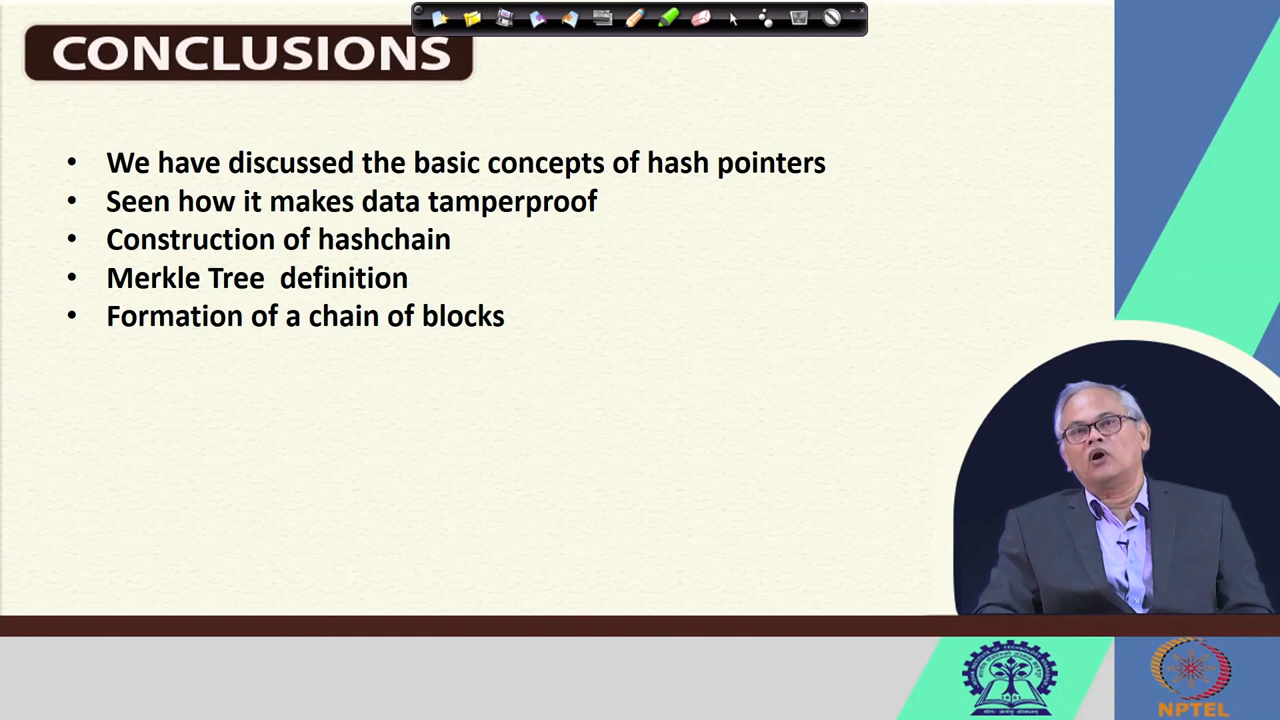 CONCLUSIONS
• We have discussed the basic concepts of hash pointers
• Seen how it makes data tamperproof
• Construction of hashchain
• Merkle Tree definition
• Formation of a chain of blocks
NPTEL